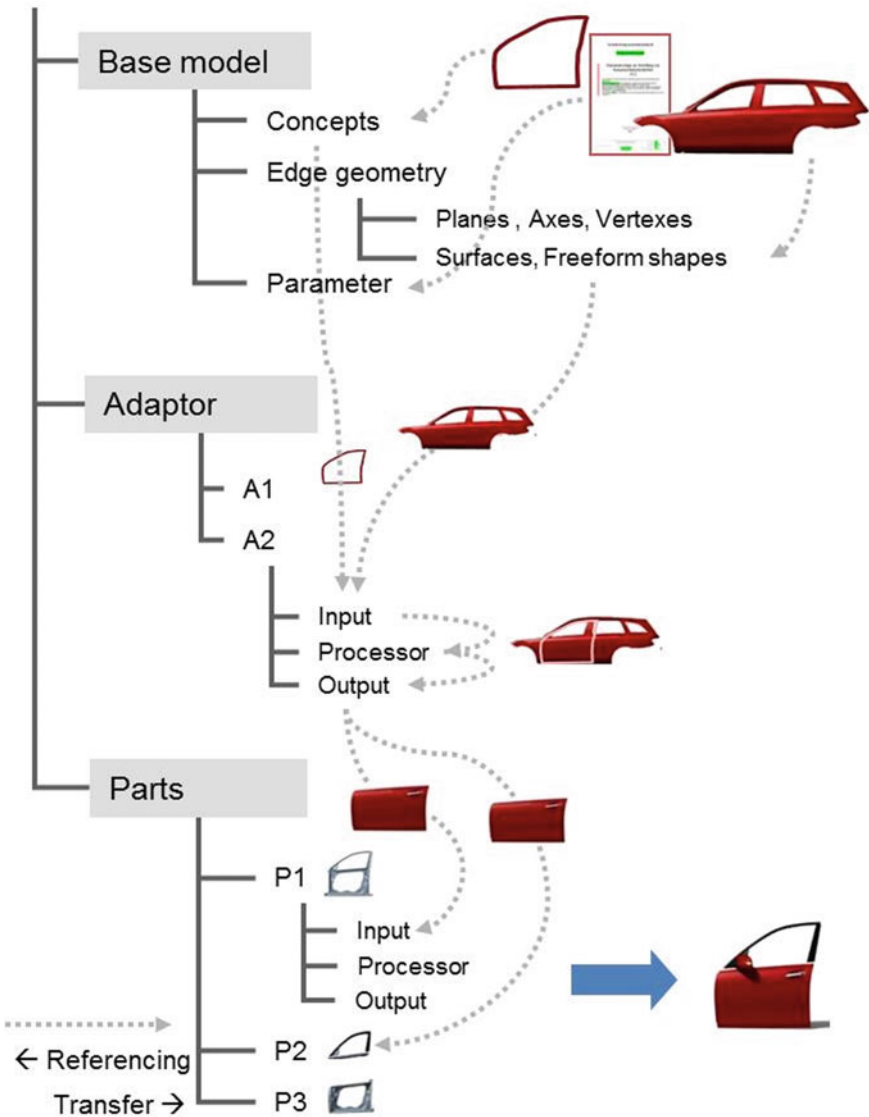 Base model
Concepts
Edge geometry
Planes , Axes, Vertexes
Surfaces, Freeform shapes
Parameter
Adaptor
A1
A2
Input
Processor
Output
Parts
P1
Input
Processor
Output
← Referencing
P2
Transfer →
P3